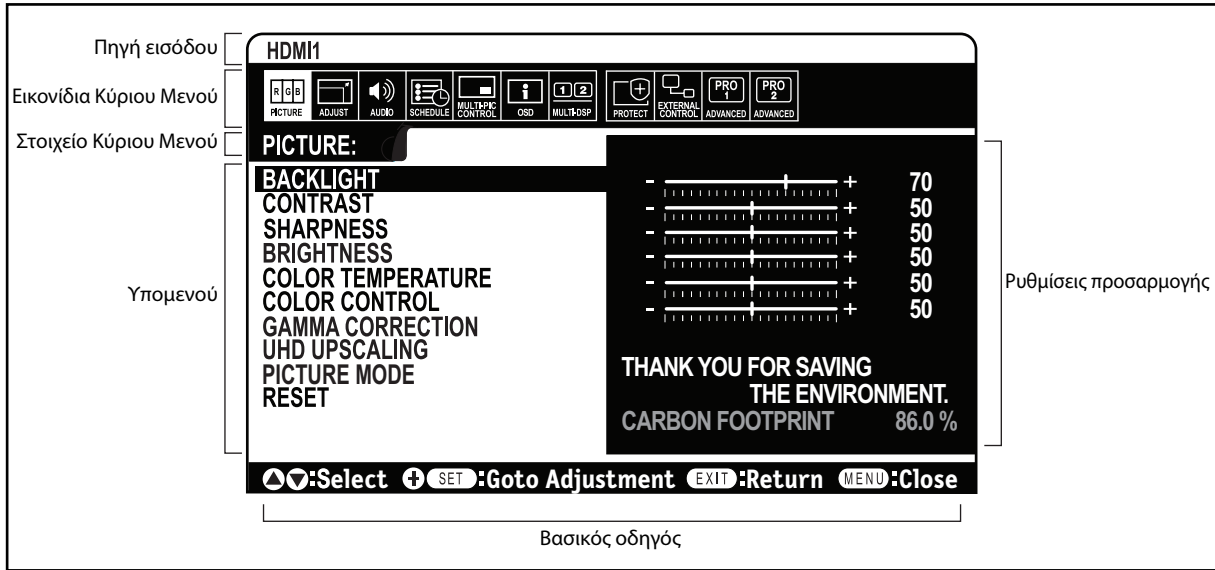 Πηγή εισόδου
HDMI1
Εικονίδια Κύριου Μενού
R G B
PICTURE
ADJUST
AUDIO
SCHEDULE
MULTI-PIC
CONTROL
OSD
1 2
MULTI-DSP
PROTECT
EXTERNAL
CONTROL
PRO
1
ADVANCED
PRO
2
ADVANCED
Στοιχείο Κύριου Μενού
PICTURE:
Υπομενού
BACKLIGHT
CONTRAST
SHARPNESS
BRIGHTNESS
COLOR TEMPERATURE
COLOR CONTROL
GAMMA CORRECTION
UHD UPSCALING
PICTURE MODE
RESET
- + 70
- + 50
- + 50
- + 50
- + 50
- + 50
THANK YOU FOR SAVING
THE ENVIRONMENT.
CARBON FOOTPRINT 86.0 %
Ρυθμίσεις προσαρμογής
:Select + SET :Goto Adjustment EXIT :Return MENU :Close
Βασικός οδηγός